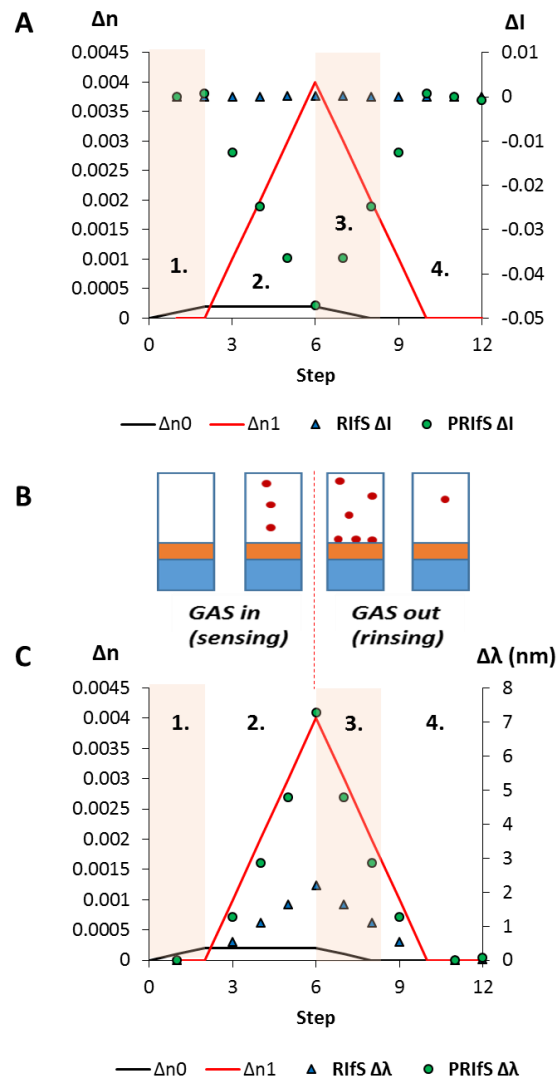 A
Δn
ΔI
0.0045
0.004
0.0035
0.003
0.0025
0.002
0.0015
0.001
0.0005
0
0.01
0
-0.01
-0.02
-0.03
-0.04
-0.05
1.
2.
3.
4.
0 3 6 9 12
Step
Δn0 Δn1 RIfS ΔI PRIfS ΔI
B
GAS in
(sensing)
GAS out
(rinsing)
C
Δn
Δλ (nm)
0.0045
0.004
0.0035
0.003
0.0025
0.002
0.0015
0.001
0.0005
0
8
7
6
5
4
3
2
1
0
1. 2. 3. 4.
0 3 6 9 12
Step
Δn0 Δn1 RIfS Δλ PRIfS Δλ